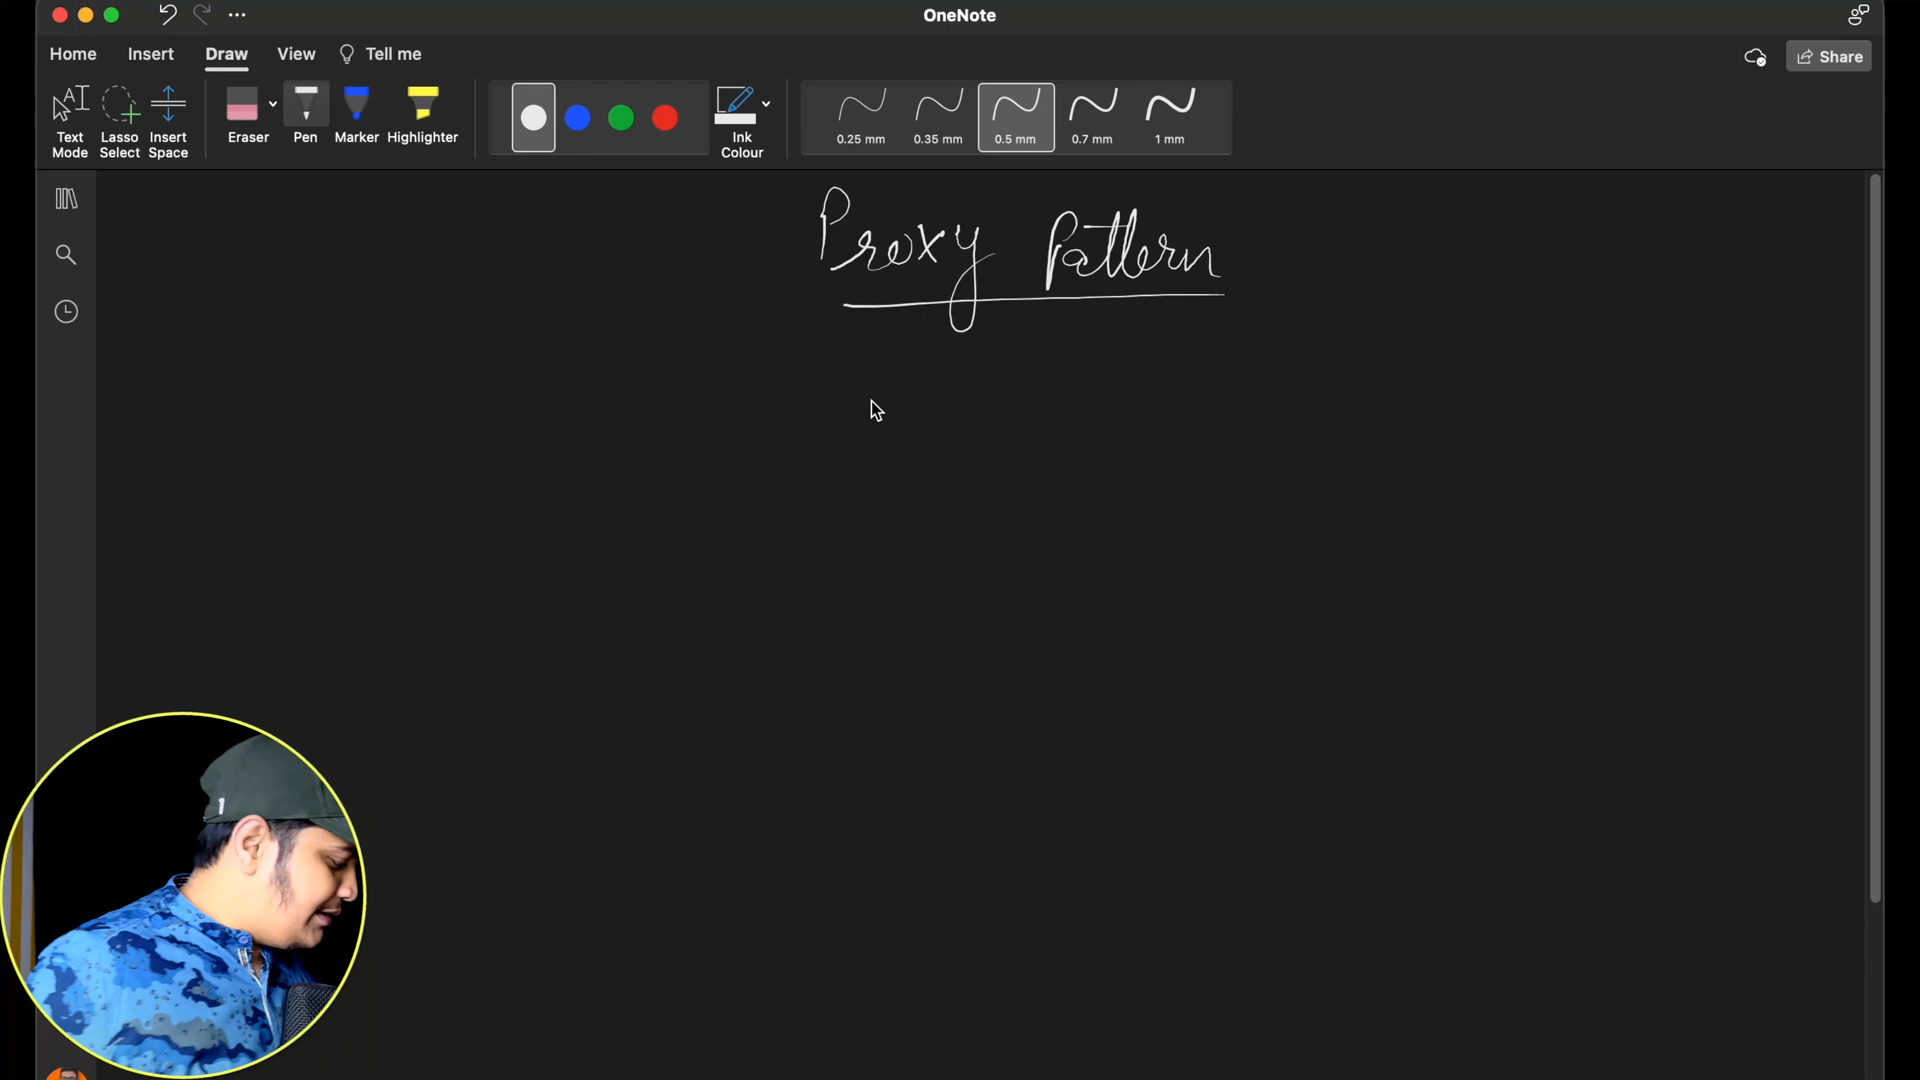 OneNote
Home Insert Draw View Tell me
Share
Text Mode
Lasso Select
Insert Space
Eraser
Pen
Marker
Highlighter
Ink Colour
0.25 mm
0.35 mm
0.5 mm
0.7 mm
1 mm
Proxy Pattern